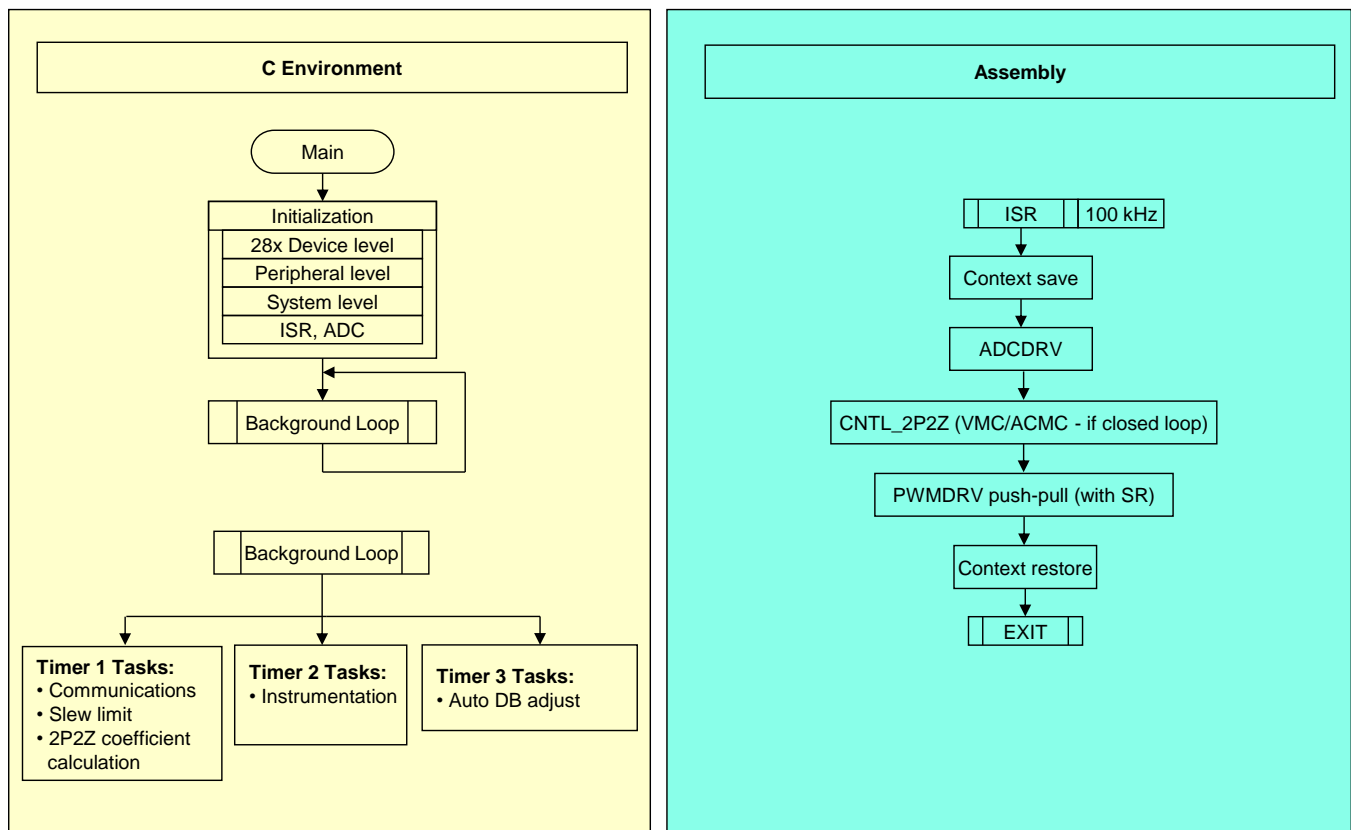 C Environment
Main
Initialization
28x Device level
Peripheral level
System level
ISR, ADC
Background Loop
Background Loop
Timer 1 Tasks:
• Communications
• Slew limit
• 2P2Z coefficient
calculation
Timer 2 Tasks:
• Instrumentation
Timer 3 Tasks:
• Auto DB adjust
Assembly
ISR 100 kHz
Context save
ADCDRV
CNTL_2P2Z (VMC/ACMC - if closed loop)
PWMDRV push-pull (with SR)
Context restore
EXIT